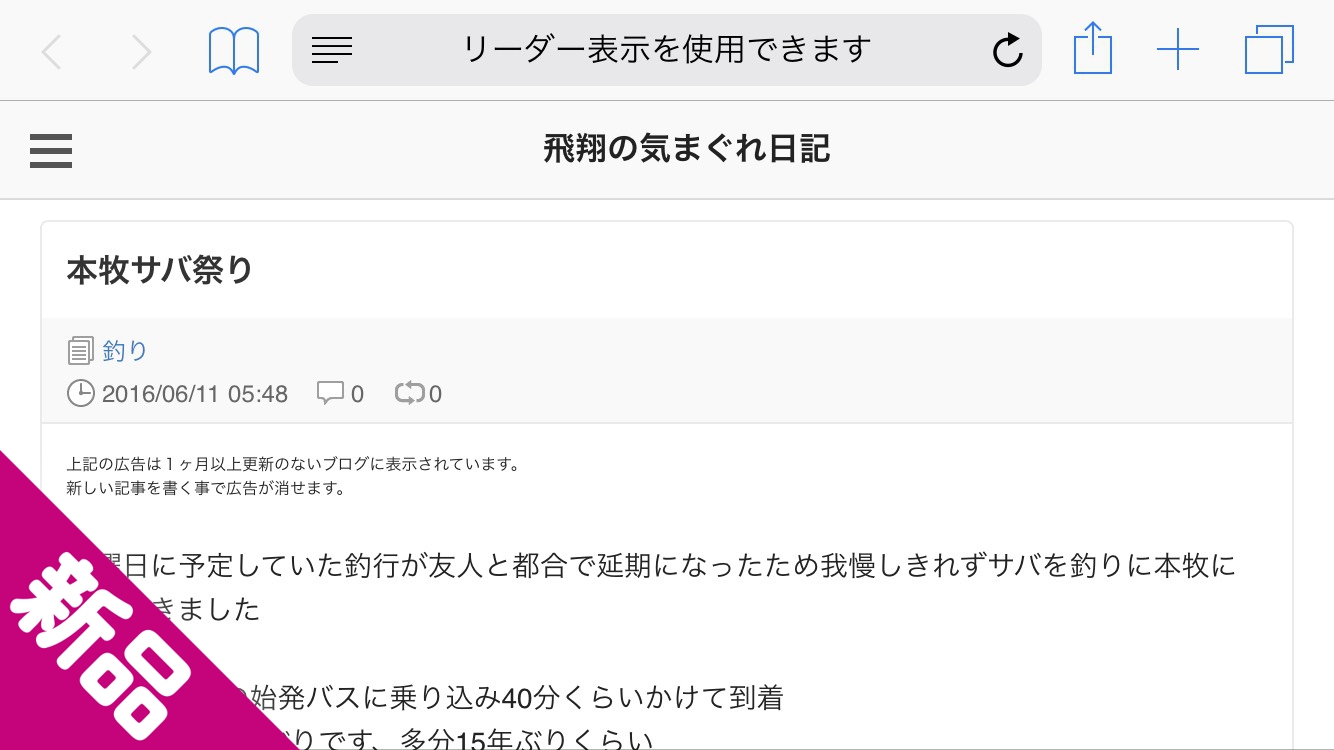 リーダー表示を使用できます
飛翔の気まぐれ日記
本牧サバ祭り
釣り
2016/06/11 05:48 0 0
上記の広告は１ヶ月以上更新のないブログに表示されています。
新しい記事を書く事で広告が消せます。
曜日に予定していた釣行が友人と都合で延期になったため我慢しきれずサバを釣りに本牧に
きました
始発バスに乗り込み40分くらいかけて到着
ぶりです、多分15年ぶりくらい
新品